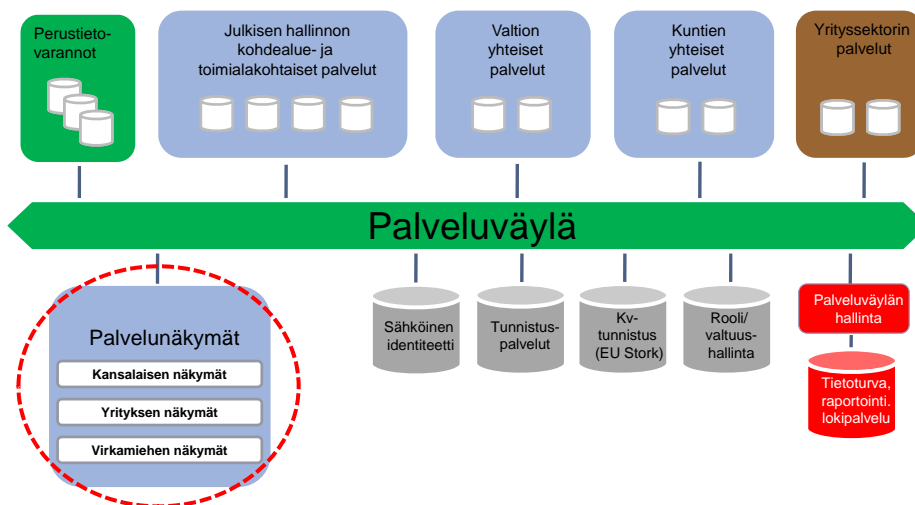 Perustieto-
varannot
Julkisen hallinnon
kohdealue- ja
toimialakohtaiset palvelut
Valtion
yhteiset
palvelut
Kuntien
yhteiset
palvelut
Yrityssektorin
palvelut
Palveluväylä
Palvelunäkymät
Kansalaisen näkymät
Yrityksen näkymät
Virkamiehen näkymät
Sähköinen
identiteetti
Tunnistus-
palvelut
Kv-
tunnistus
(EU Stork)
Rooli/
valtuus-
hallinta
Palveluväylän
hallinta
Tietoturva,
raportointi.
lokipalvelu